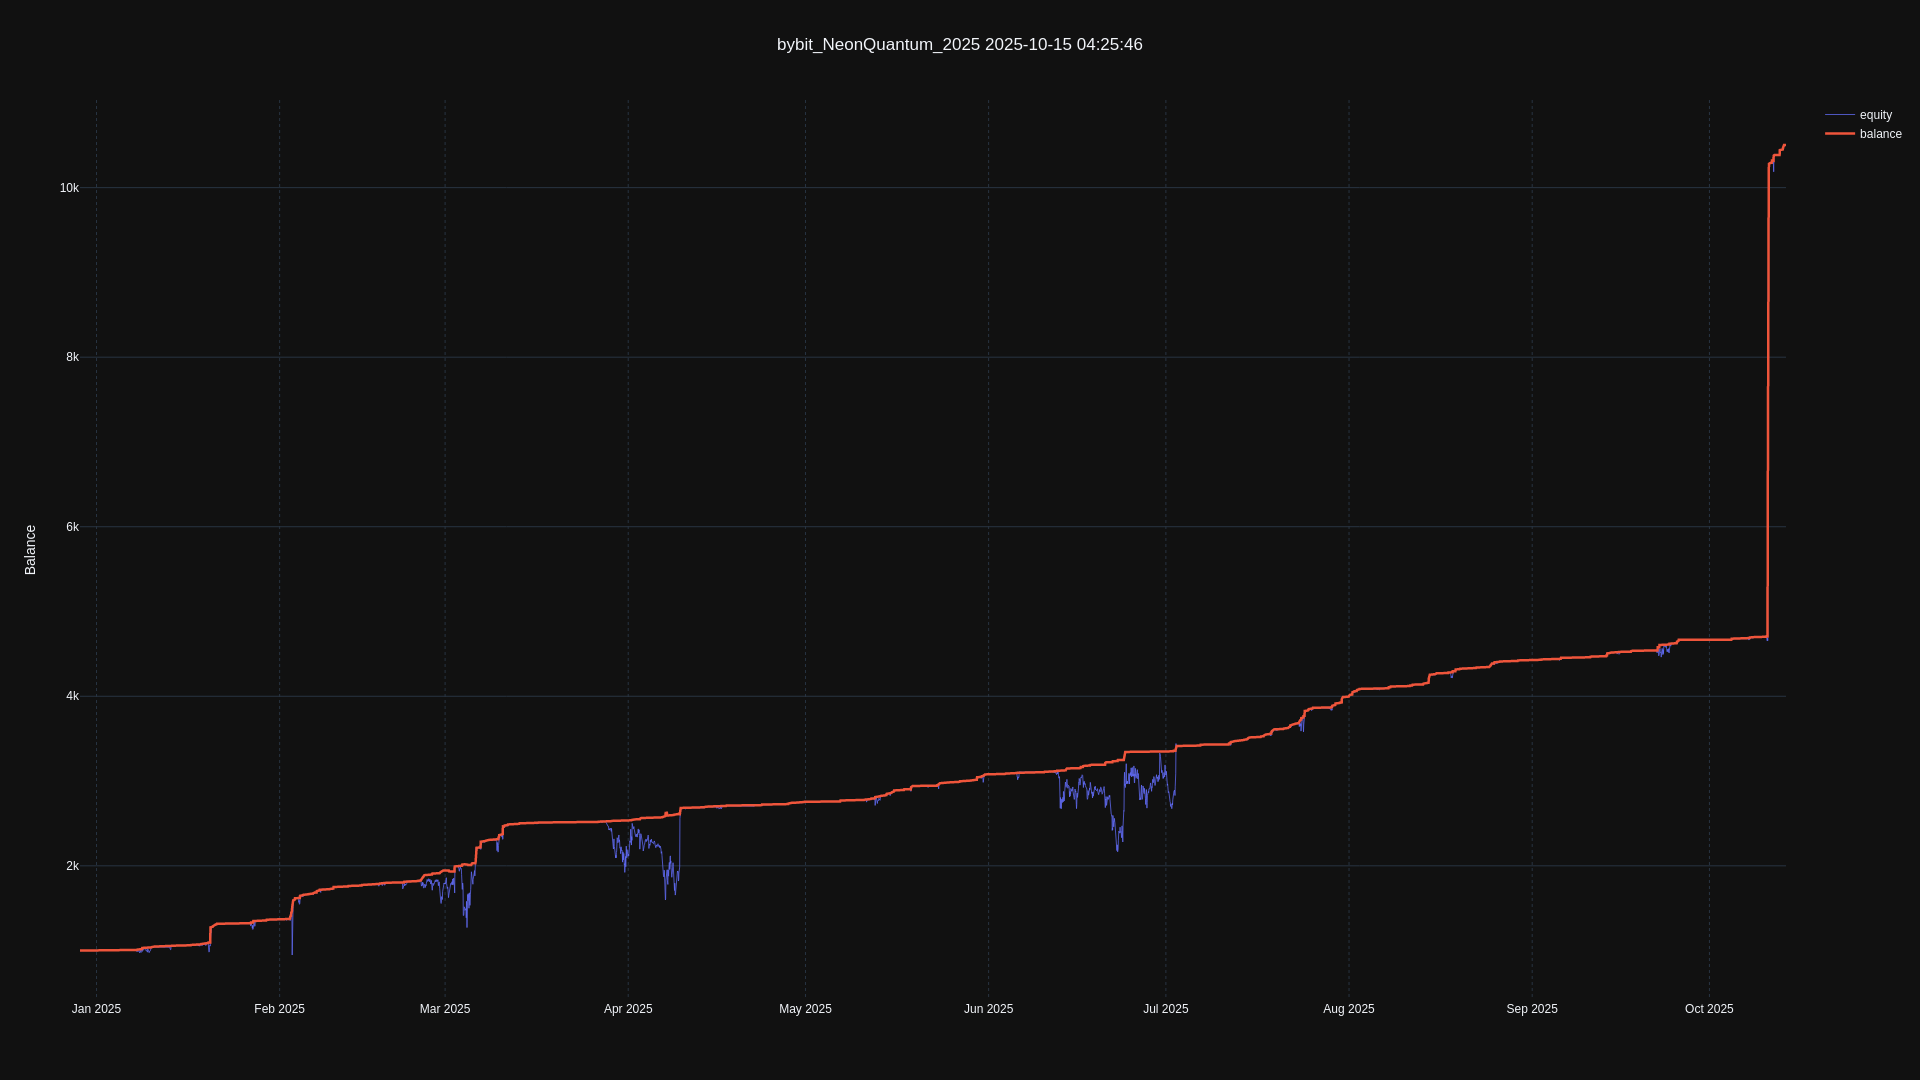 bybit_NeonQuantum_2025 2025-10-15 04:25:46
equity
balance
10k
8k
6k
4k
2k
Balance
Jan 2025
Feb 2025
Mar 2025
Apr 2025
May 2025
Jun 2025
Jul 2025
Aug 2025
Sep 2025
Oct 2025